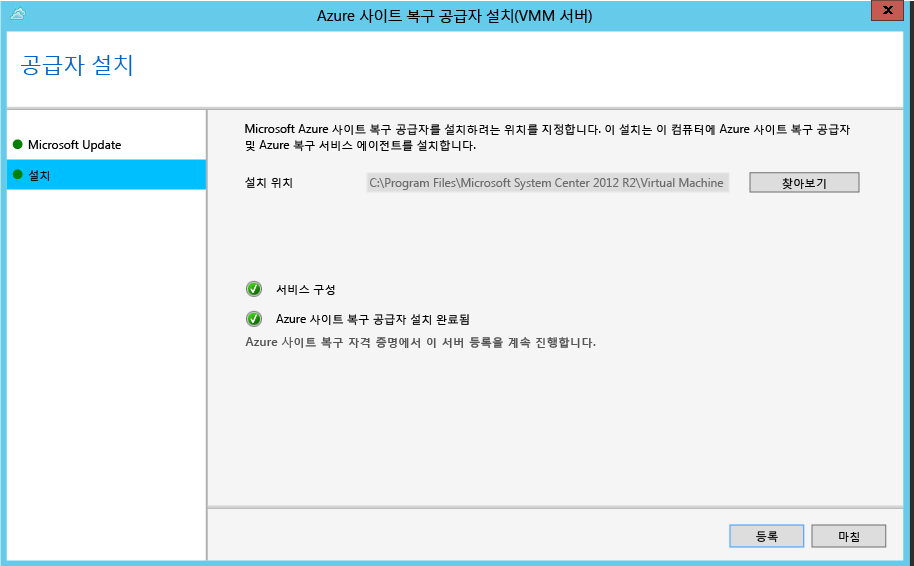 Azure 사이트 복구 공급자 설치(VMM 서버)
공급자 설치
Microsoft Update
설치
Microsoft Azure 사이트 복구 공급자를 설치하려는 위치를 지정합니다. 이 설치는 이 컴퓨터에 Azure 사이트 복구 공급자
및 Azure 복구 서비스 에이전트를 설치합니다.
설치 위치 C:\Program Files\Microsoft System Center 2012 R2\Virtual Machine 찾아보기
서비스 구성
Azure 사이트 복구 공급자 설치 완료됨
Azure 사이트 복구 자격 증명에서 이 서버 등록을 계속 진행합니다.
등록 마침